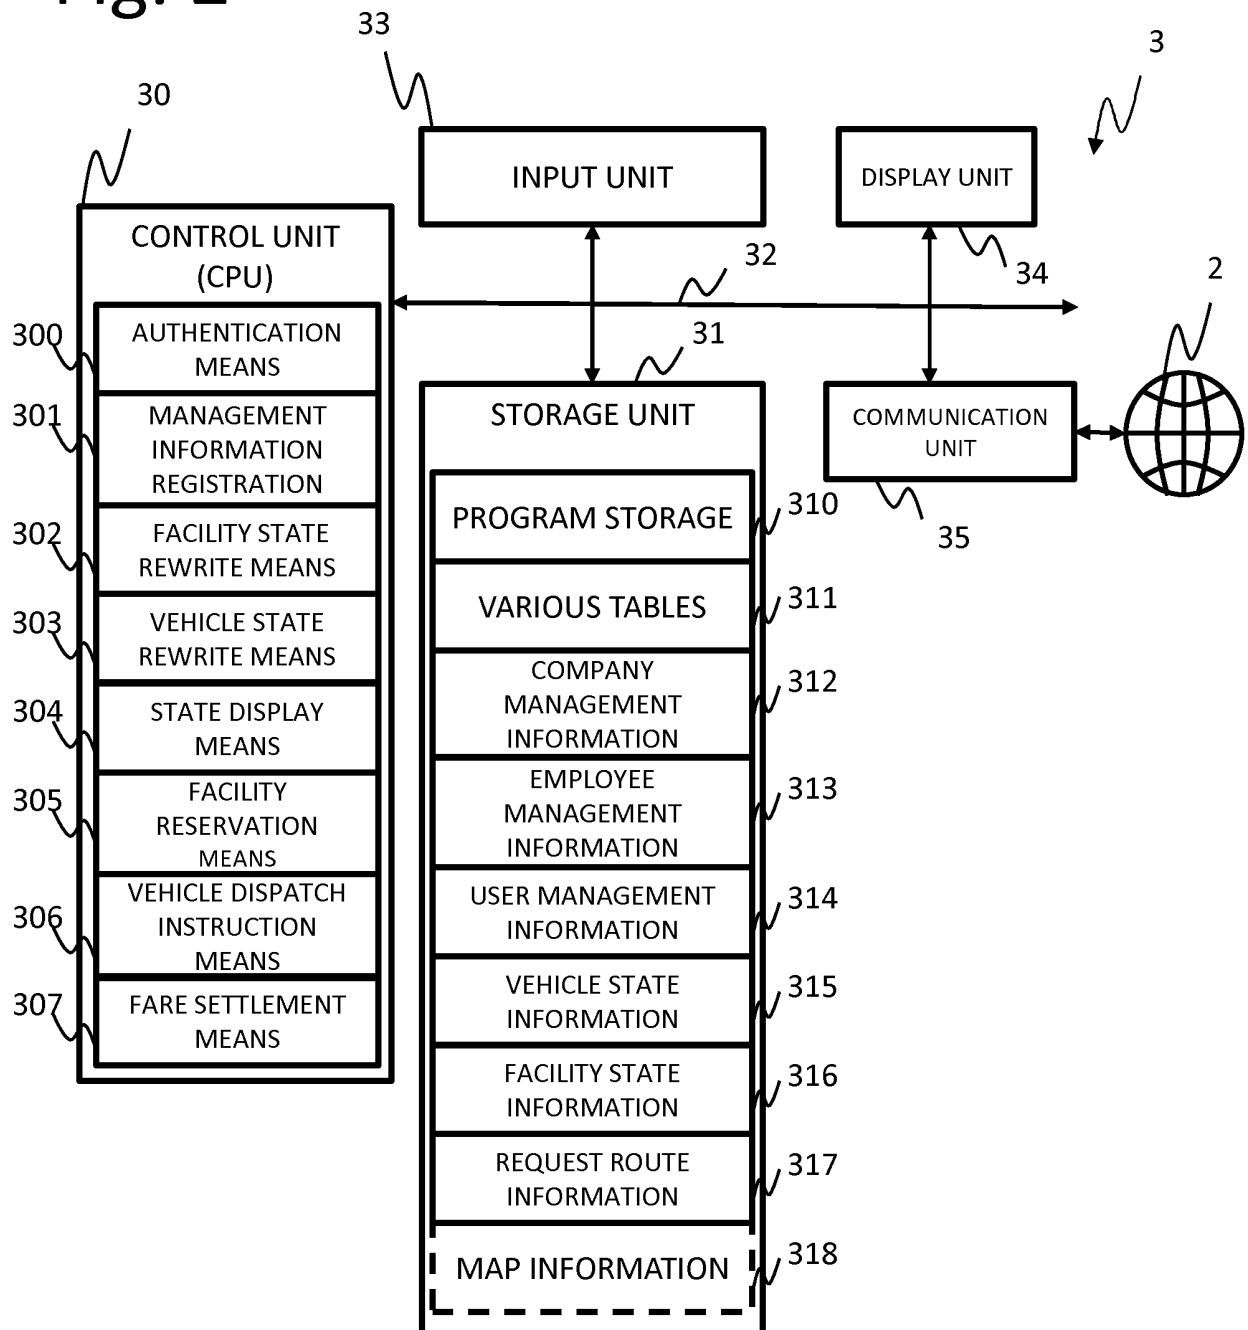 33
3
30
INPUT UNIT
DISPLAY UNIT
CONTROL UNIT
(CPU)
32
34
2
300
AUTHENTICATION
MEANS
31
301
MANAGEMENT
INFORMATION
REGISTRATION
STORAGE UNIT
COMMUNICATION
UNIT
35
302
FACILITY STATE
REWRITE MEANS
PROGRAM STORAGE
310
303
VEHICLE STATE
REWRITE MEANS
VARIOUS TABLES
311
304
STATE DISPLAY
MEANS
COMPANY
MANAGEMENT
INFORMATION
312
305
FACILITY
RESERVATION
MEANS
EMPLOYEE
MANAGEMENT
INFORMATION
313
306
VEHICLE DISPATCH
INSTRUCTION
MEANS
USER MANAGEMENT
INFORMATION
314
307
FARE SETTLEMENT
MEANS
VEHICLE STATE
INFORMATION
315
FACILITY STATE
INFORMATION
316
REQUEST ROUTE
INFORMATION
317
MAP INFORMATION
318